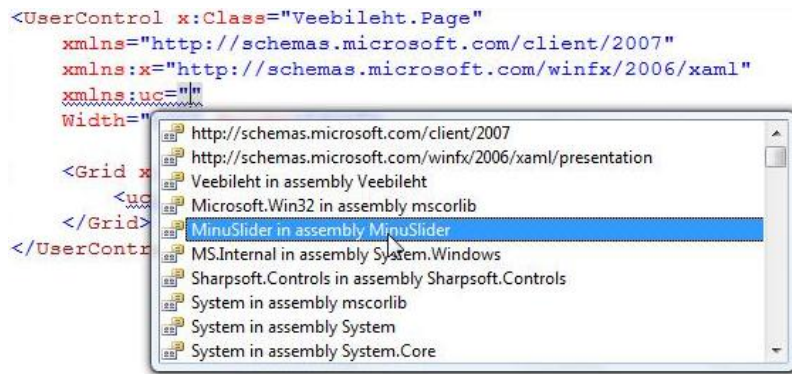 <UserControl x:Class="Veebileht.Page"
xmlns="http://schemas.microsoft.com/client/2007"
xmlns:x="http://schemas.microsoft.com/winfx/2006/xaml"
xmlns:uc=""
Width="
http://schemas.microsoft.com/client/2007
http://schemas.microsoft.com/winfx/2006/xaml/presentation
<Grid x
Veebileht in assembly Veebileht
<uc
Microsoft.Win32 in assembly mscorlib
</Grid>
MinuSlider in assembly MinuSlider
</UserContr
MS.Internal in assembly System.Windows
Sharpsoft.Controls in assembly Sharpsoft.Controls
System in assembly mscorlib
System in assembly System
System in assembly System.Core